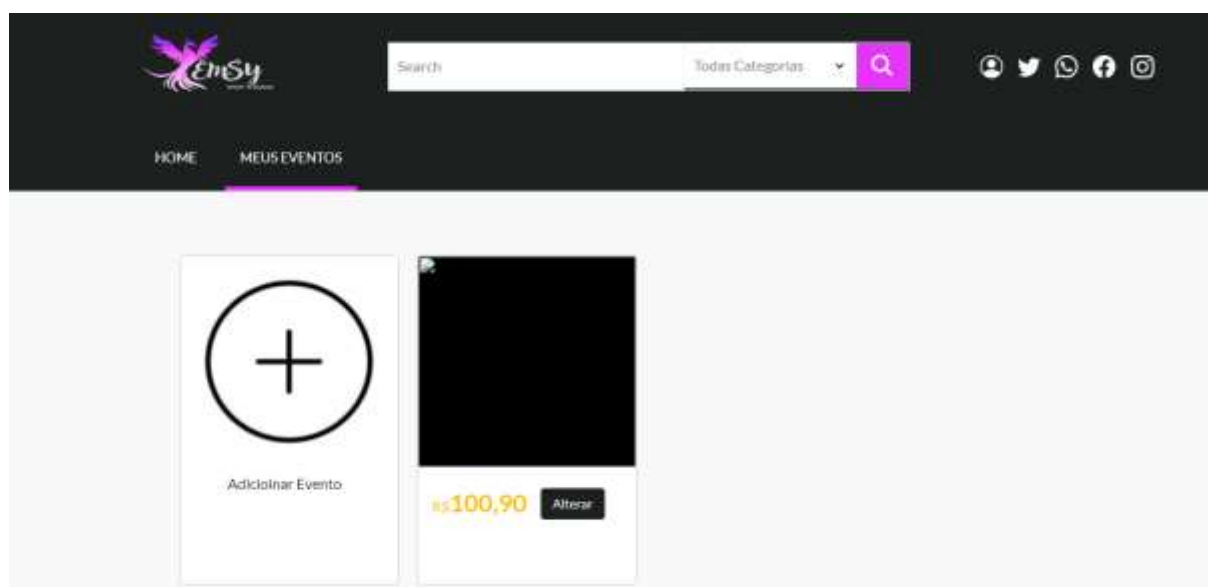 EmSy
Search
Todas Categorias
HOME
MEUS EVENTOS
Adicioinar Evento
R$100,90
Alterar